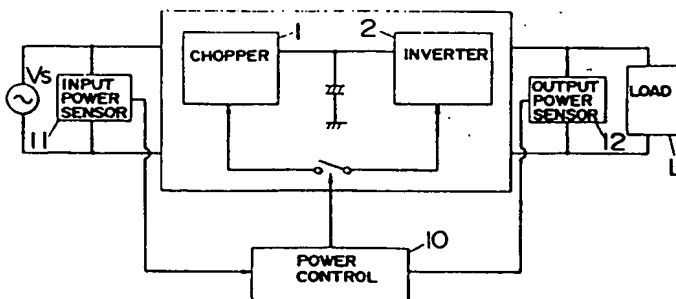 1
2
CHOPPER
INVERTER
Vs
INPUT
POWER
SENSOR
11
OUTPUT
POWER
SENSOR
12
LOAD
L
10
POWER
CONTROL